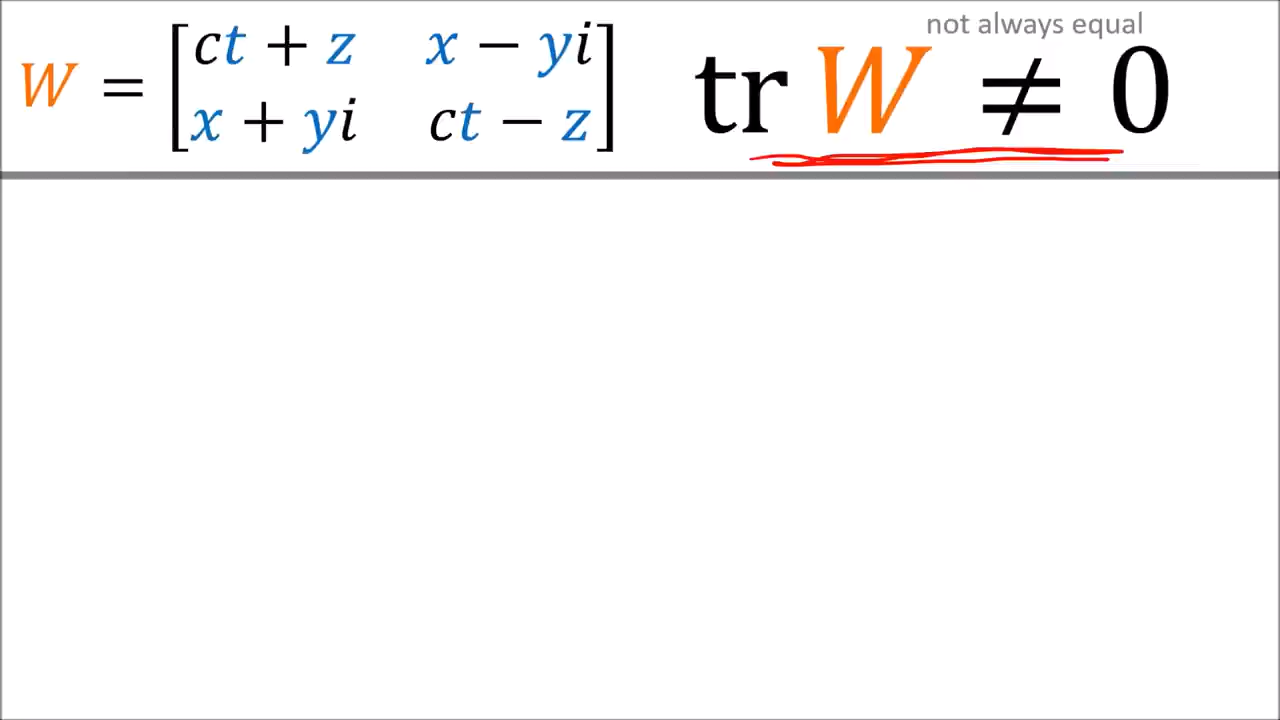 not always equal
W = [ct + z  x − yi
x + yi  ct − z]
tr W ≠ 0